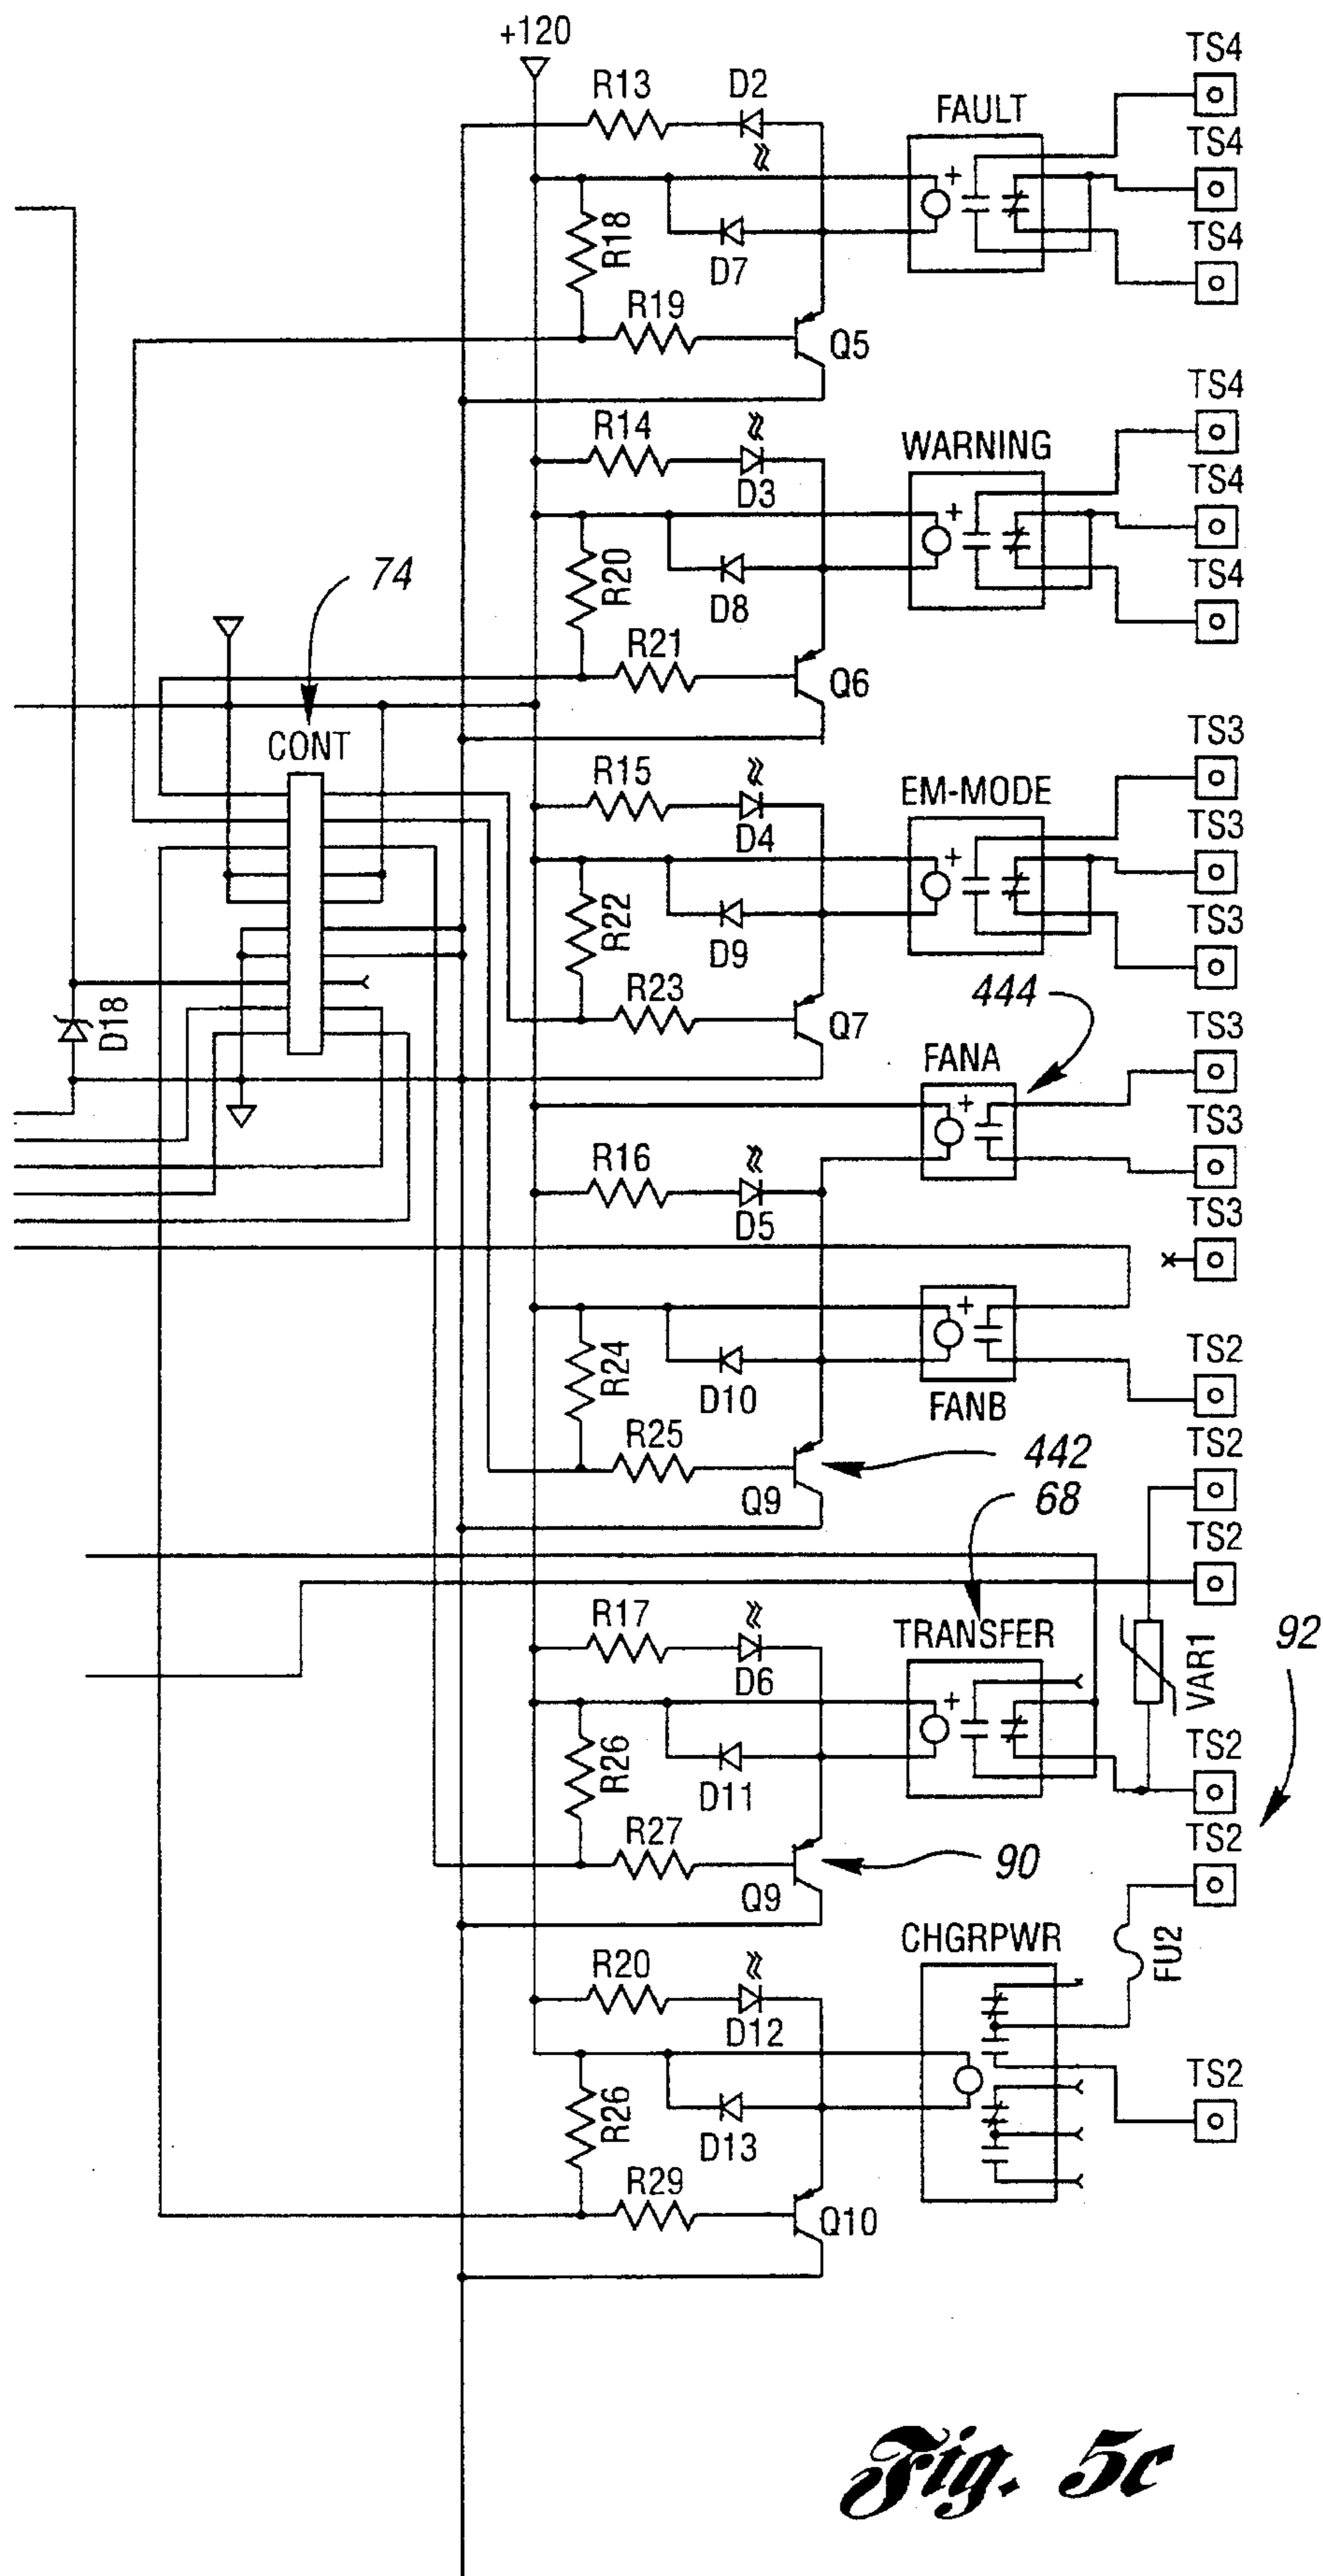 +120
R13
D2
FAULT
TS4
TS4
TS4
R18
D7
R19
Q5
R14
D3
WARNING
TS4
TS4
TS4
R20
D8
R21
Q6
74
CONT
R15
D4
EM-MODE
TS3
TS3
TS3
R22
D9
R23
Q7
D18
444
FANA
TS3
TS3
TS3
R16
D5
R24
D10
FANB
TS2
R25
Q9
442
68
TS2
TS2
R17
D6
TRANSFER
VAR1
92
R26
D11
TS2
R27
Q9
90
TS2
R20
D12
CHGRPWR
FU2
R26
D13
TS2
R29
Q10
Fig. 5c